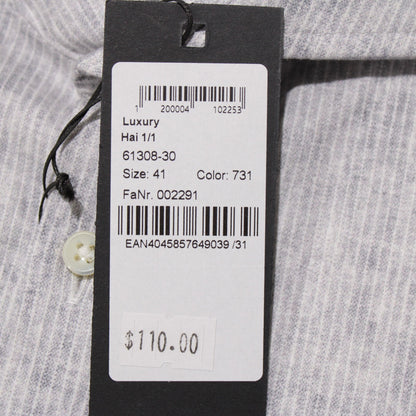 1 200004 102253
Luxury
Hai 1/1
61308-30
Size: 41 Color: 731
FaNr. 002291
EAN4045857649039 /31
$110.00